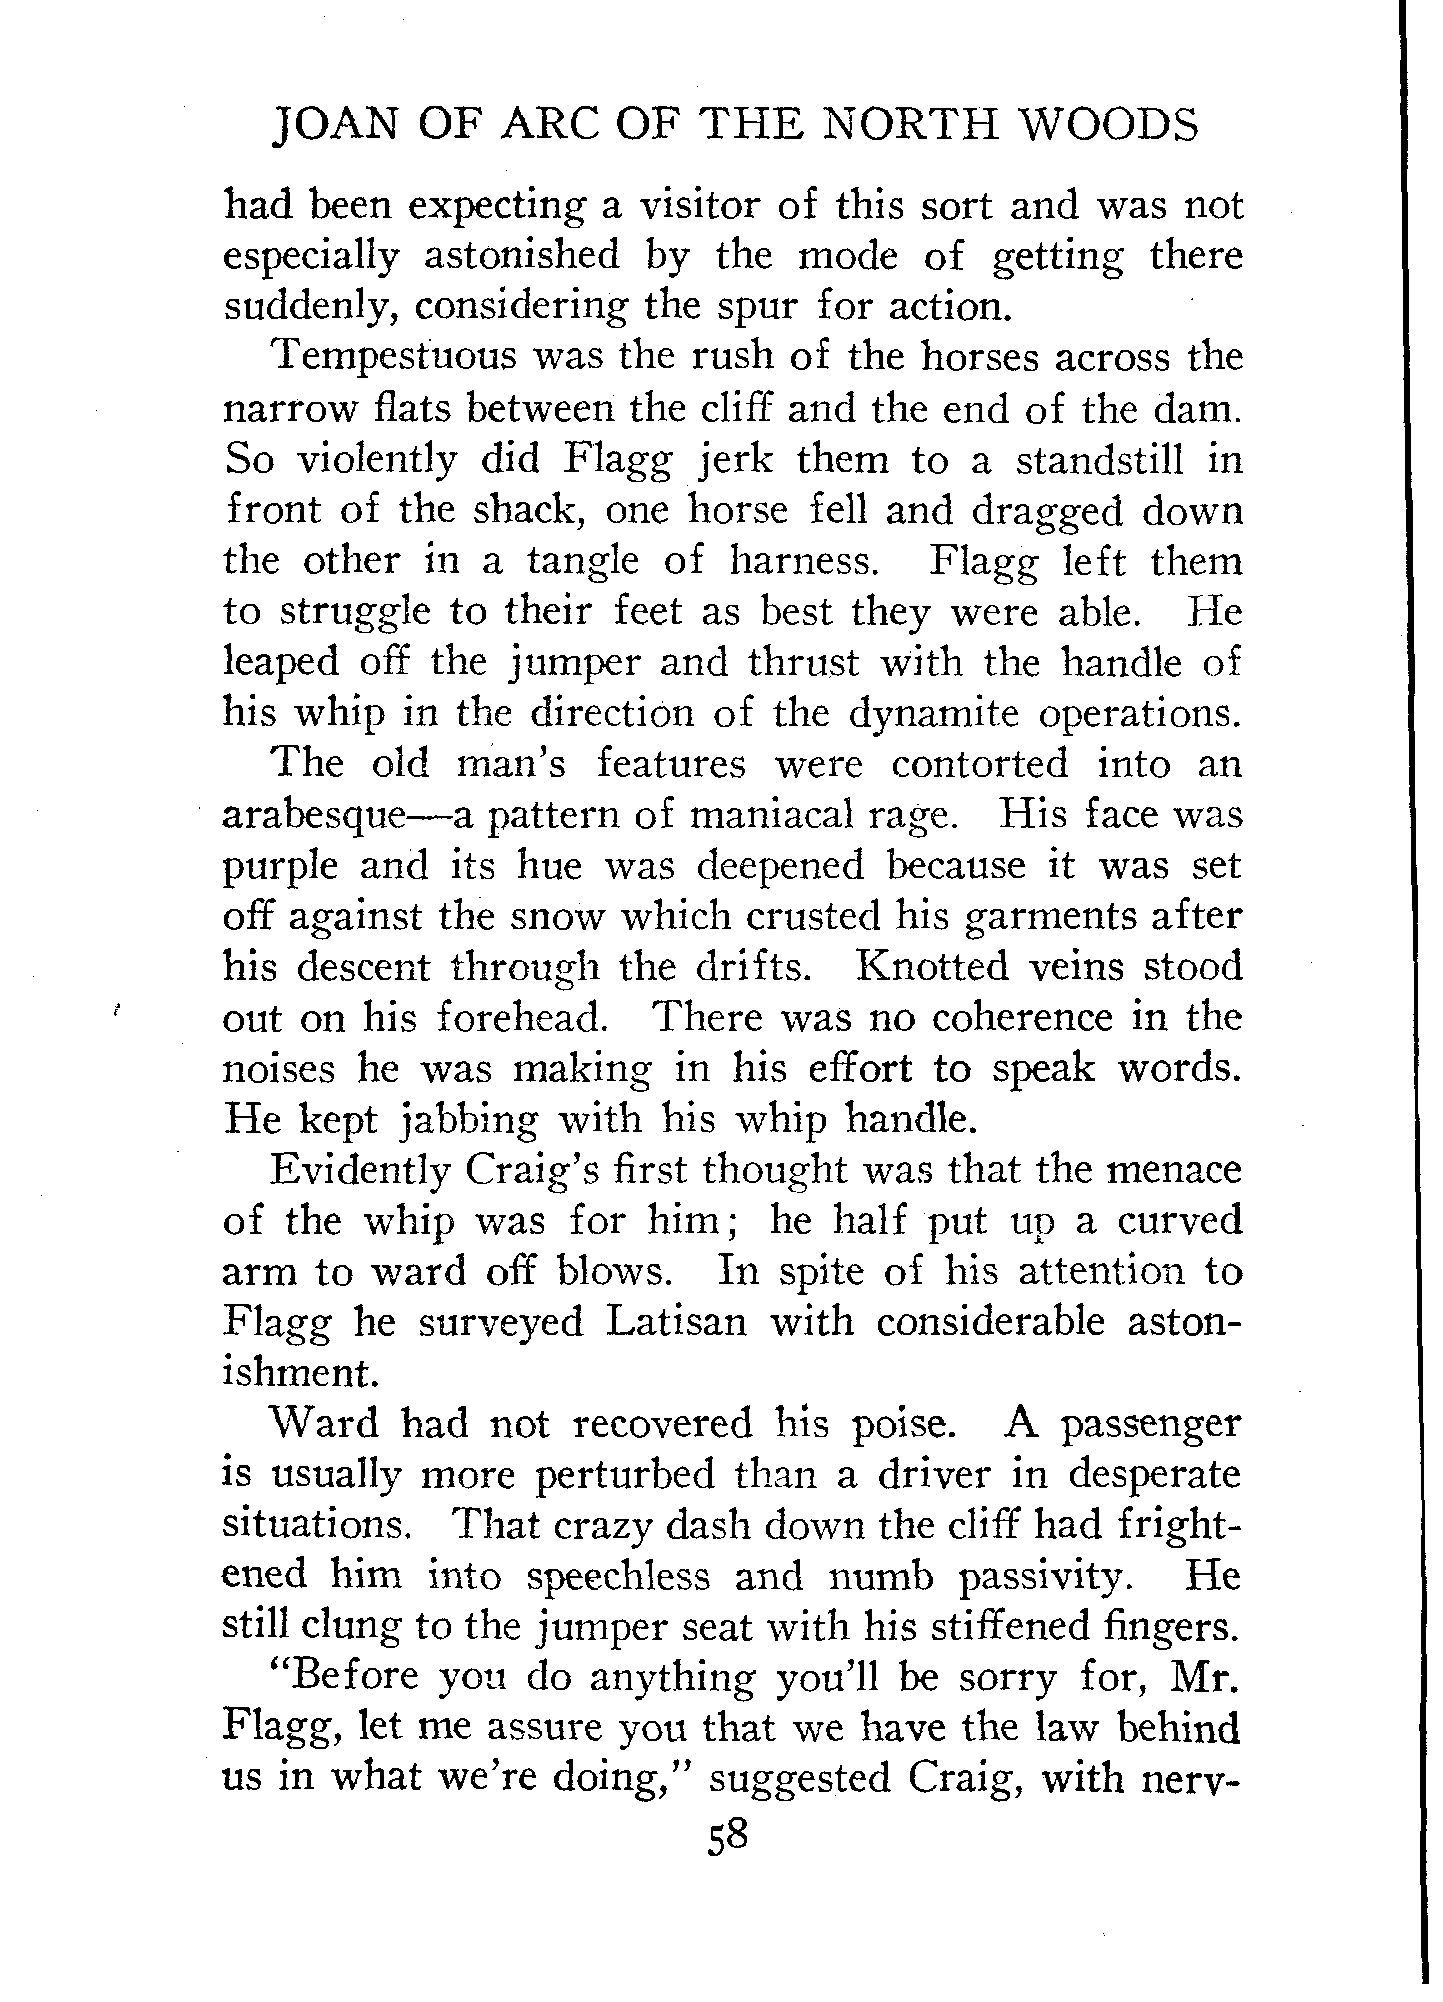 JOAN OF ARC OF THE NORTH WOODS
had been expecting a visitor of this sort and was not
especially astonished by the mode of getting there
suddenly, considering the spur for action.
Tempestuous was the rush of the horses across the
narrow flats between the cliff and the end of the dam.
So violently did Flagg jerk them to a standstill in
front of the shack, one horse fell and dragged down
the other in a tangle of harness. Flagg left them
to struggle to their feet as best they were able. He
leaped off the jumper and thrust with the handle of
his whip in the direction of the dynamite operations.
The old man's features were contorted into an
arabesque—a pattern of maniacal rage. His face was
purple and its hue was deepened because it was set
off against the snow which crusted his garments after
his descent through the drifts. Knotted veins stood
out on his forehead. There was no coherence in the
noises he was making in his effort to speak words.
He kept jabbing with his whip handle.
Evidently Craig's first thought was that the menace
of the whip was for him; he half put up a curved
arm to ward off blows. In spite of his attention to
Flagg he surveyed Latisan with considerable aston-
ishment.
Ward had not recovered his poise. A passenger
is usually more perturbed than a driver in desperate
situations. That crazy dash down the cliff had fright-
ened him into speechless and numb passivity. He
still clung to the jumper seat with his stiffened fingers.
"Before you do anything you'll be sorry for, Mr.
Flagg, let me assure you that we have the law behind
us in what we're doing," suggested Craig, with nerv-
58